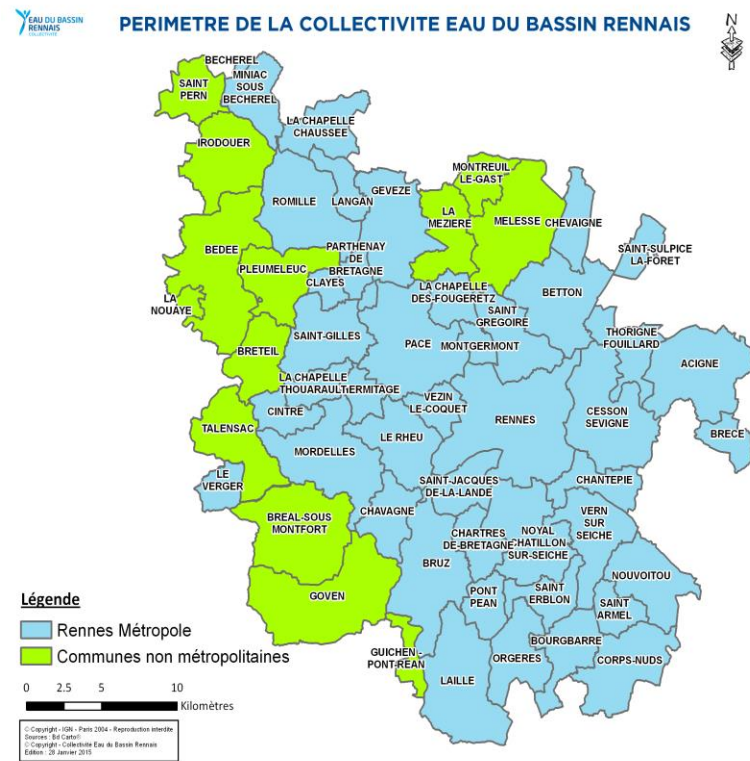 EAU DU BASSIN
RENNAIS
COLLECTIVITE
PERIMETRE DE LA COLLECTIVITE EAU DU BASSIN RENNAIS
N
BECHEREL
SAINT
PERN
MINIAC
SOUS
BECHEREL
LA CHAPELLE
CHAUSSEE
IRODOUER
MONTREUIL
LE-GAST
ROMILLE
LANGAN
GEVEZE
LA
MEZIERE
MELESSE
CHEVAIGNE
SAINT-SULPICE
LA-FÔRET
BEDEE
PLEUMELEUC
PARTHENAY
DE
BRETAGNE
CLAYES
LA CHAPELLE
DES-FOUGERETZ
BETTON
LA
NOUAYE
SAINT
GREGOIRE
SAINT-GILLES
PACE
MONTGERMONT
THORIGNE
FOUILLARD
ACIGNE
BRETEIL
LA CHAPELLE
THOUARAULT
ERMITAGE
CINTRE
VEZIN
LE-COQUET
RENNES
CESSON
SEVIGNE
TALENSAC
BRECE
MORDELLES
LE RHEU
LE
VERGER
SAINT-JACQUES
DE-LA-LANDE
CHANTEPIE
BREAL-SOUS
MONTFORT
CHAVAGNE
CHARTRES
DE-BRETAGNE
NOYAL
CHATILLON
SUR-SEICHE
VERN
SUR
SEICHE
BRUZ
NOUVOITOU
GOVEN
PONT
PEAN
SAINT
ERBLON
SAINT
ARMEL
GUICHEN -
PONT-REAN
BOURGBARRE
ORGERES
CORPS-NUDS
LAILLE
Légende
Rennes Métropole
Communes non métropolitaines
0 2.5 5 10
Kilomètres
© Copyright - IGN - Paris 2004 - Reproduction interdite
Sources : Bd Carto®
© Copyright - Collectivité Eau du Bassin Rennais
Edition : 28 Janvier 2015